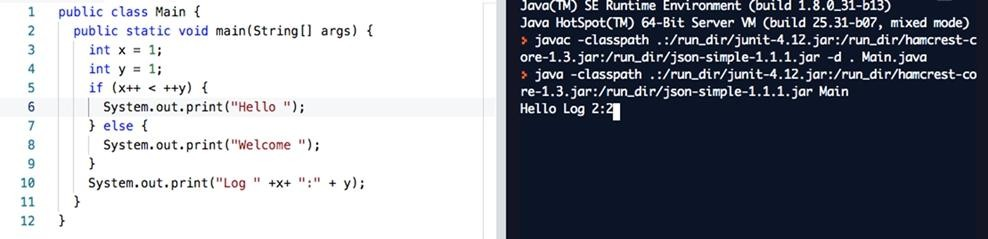 1 public class Main {
2 public static void main(String[] args) {
3 int x = 1;
4 int y = 1;
5 if (x++ < ++y) {
6 System.out.print("Hello ");
7 } else {
8 System.out.print("Welcome ");
9 }
10 System.out.print("Log " +x+ ":" + y);
11 }
12 }
Java(TM) SE Runtime Environment (build 1.8.0_31-b13)
Java HotSpot(TM) 64-Bit Server VM (build 25.31-b07, mixed mode)
> javac -classpath .:/run_dir/junit-4.12.jar:/run_dir/hamcrest-c
ore-1.3.jar:/run_dir/json-simple-1.1.1.jar -d . Main.java
> java -classpath .:/run_dir/junit-4.12.jar:/run_dir/hamcrest-co
re-1.3.jar:/run_dir/json-simple-1.1.1.jar Main
Hello Log 2:2